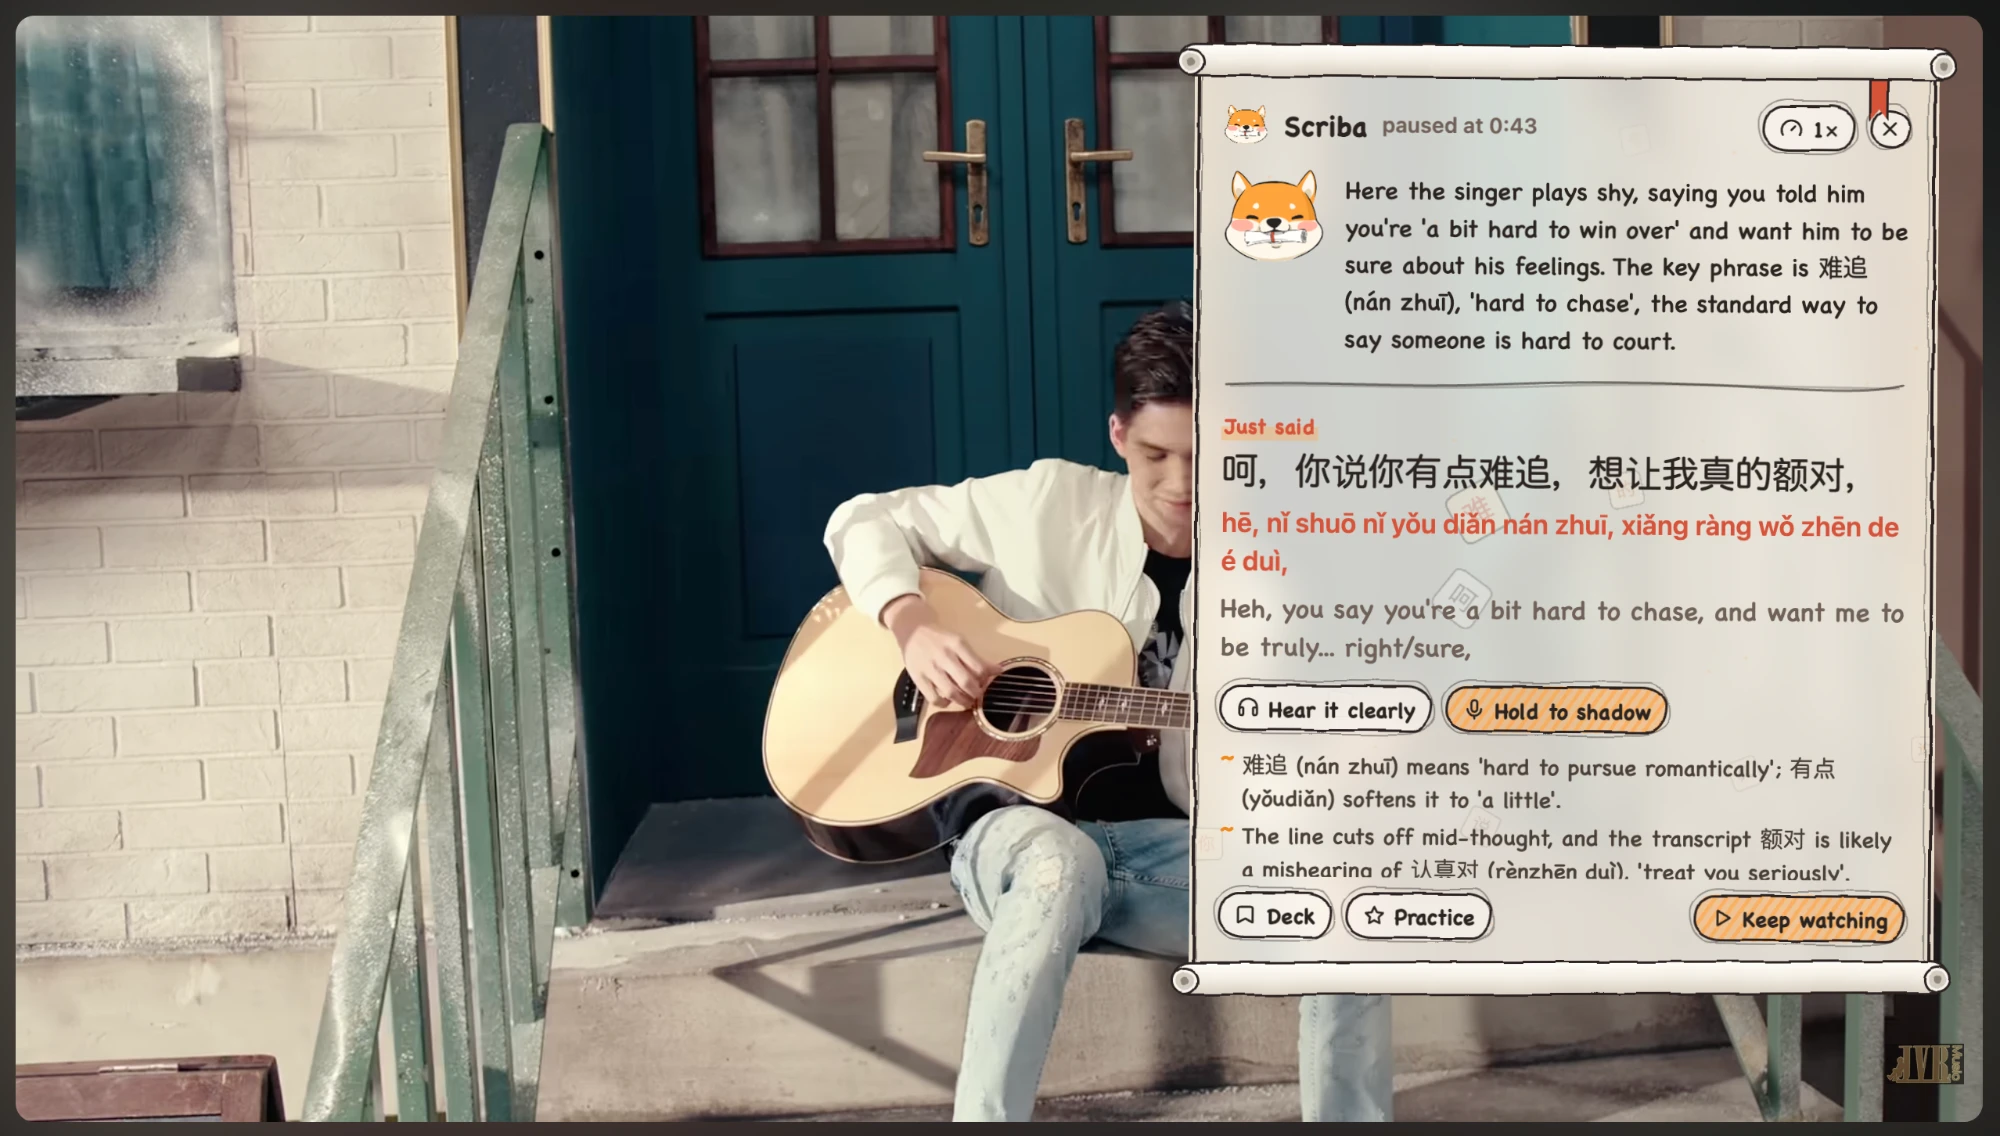 Scriba paused at 0:43
1×
Here the singer plays shy, saying you told him
you're 'a bit hard to win over' and want him to be
sure about his feelings. The key phrase is 难追
(nán zhuī), 'hard to chase', the standard way to
say someone is hard to court.
Just said
呵，你说你有点难追，想让我真的额对，
hē, nǐ shuō nǐ yǒu diǎn nán zhuī, xiǎng ràng wǒ zhēn de
é duì,
Heh, you say you're a bit hard to chase, and want me to
be truly... right/sure,
Hear it clearly
Hold to shadow
~ 难追 (nán zhuī) means 'hard to pursue romantically'; 有点
(yǒudiǎn) softens it to 'a little'.
~ The line cuts off mid-thought, and the transcript 额对 is likely
a mishearing of 认真对 (rènzhēn duì), 'treat you seriously'.
Deck
Practice
Keep watching
难
呵
说
你
JVR Music